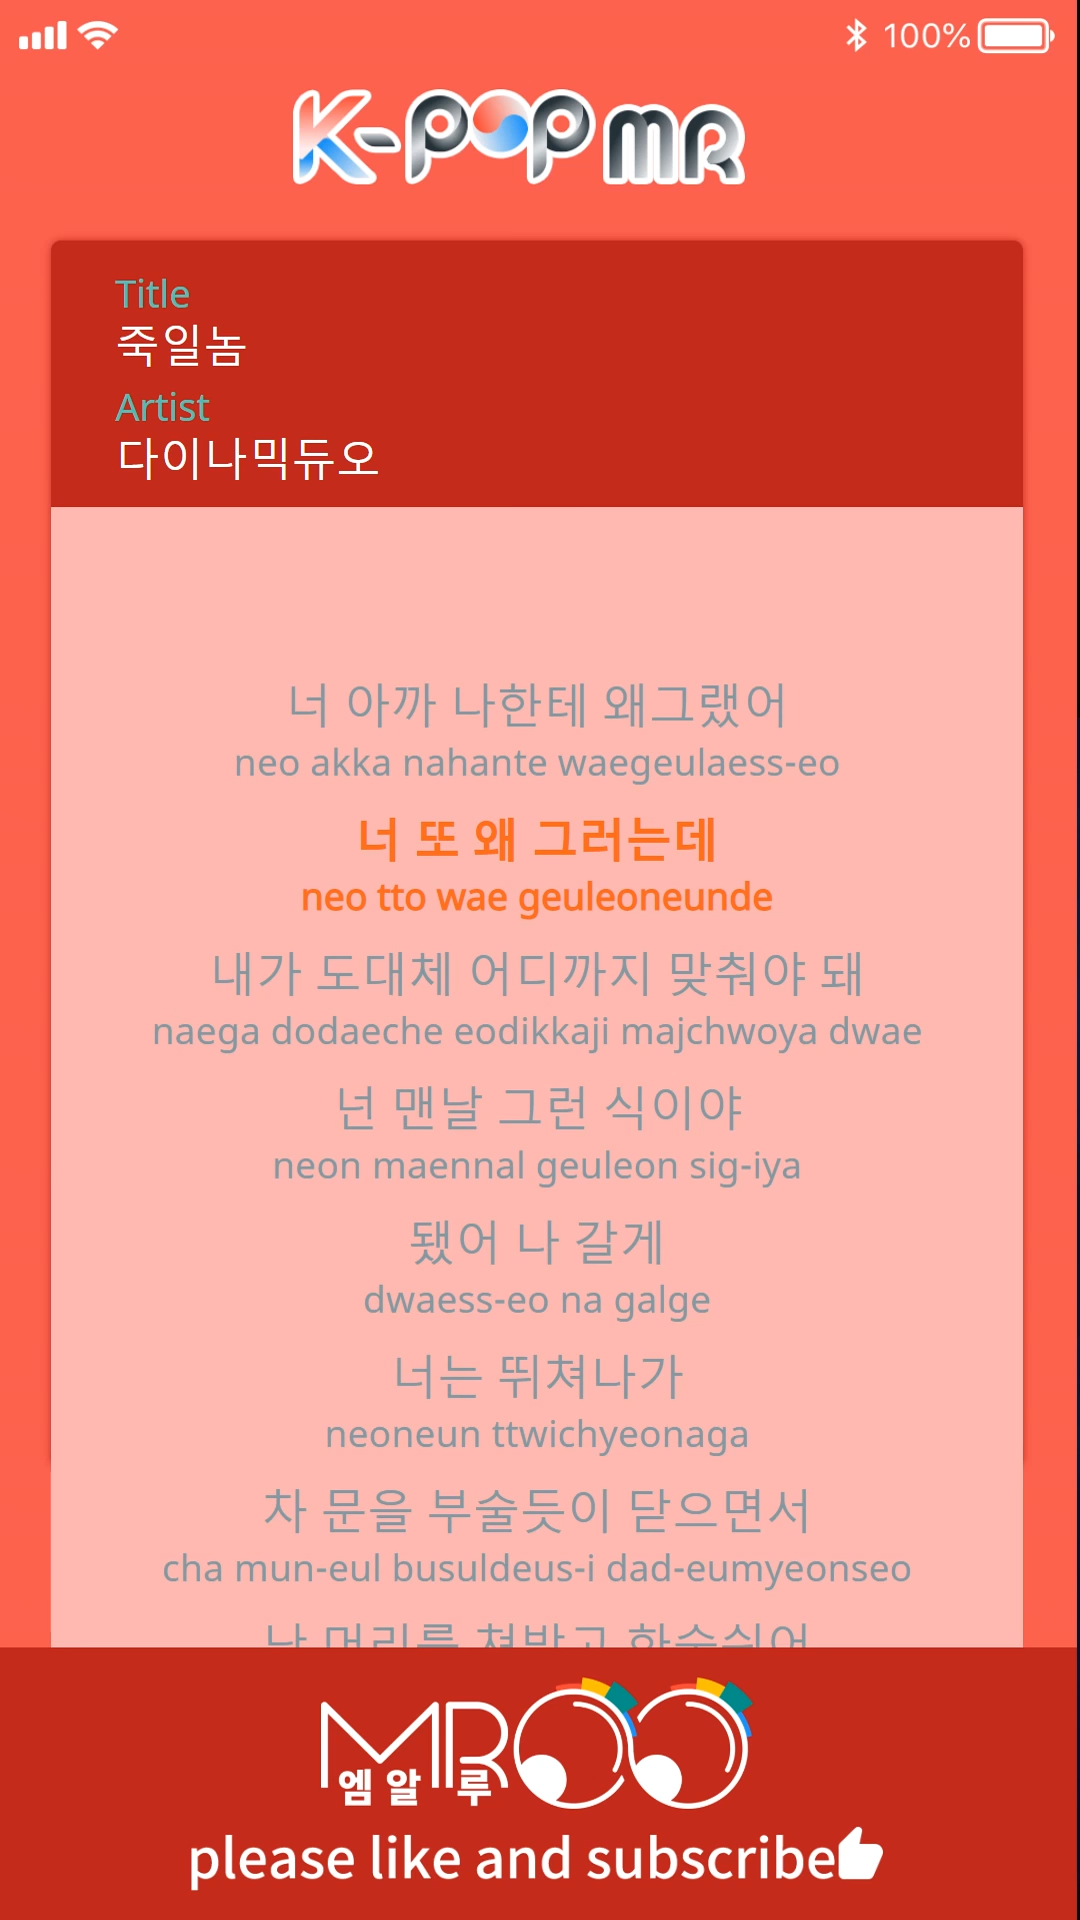 100%
K-POP MR
Title
죽일놈
Artist
다이나믹듀오
너 아까 나한테 왜그랬어
neo akka nahante waegeulaess-eo
너 또 왜 그러는데
neo tto wae geuleoneunde
내가 도대체 어디까지 맞춰야 돼
naega dodaeche eodikkaji majchwoya dwae
넌 맨날 그런 식이야
neon maennal geuleon sig-iya
됐어 나 갈게
dwaess-eo na galge
너는 뛰쳐나가
neoneun ttwichyeonaga
차 문을 부술듯이 닫으면서
cha mun-eul busuldeus-i dad-eumyeonseo
MROO
엠알루
please like and subscribe